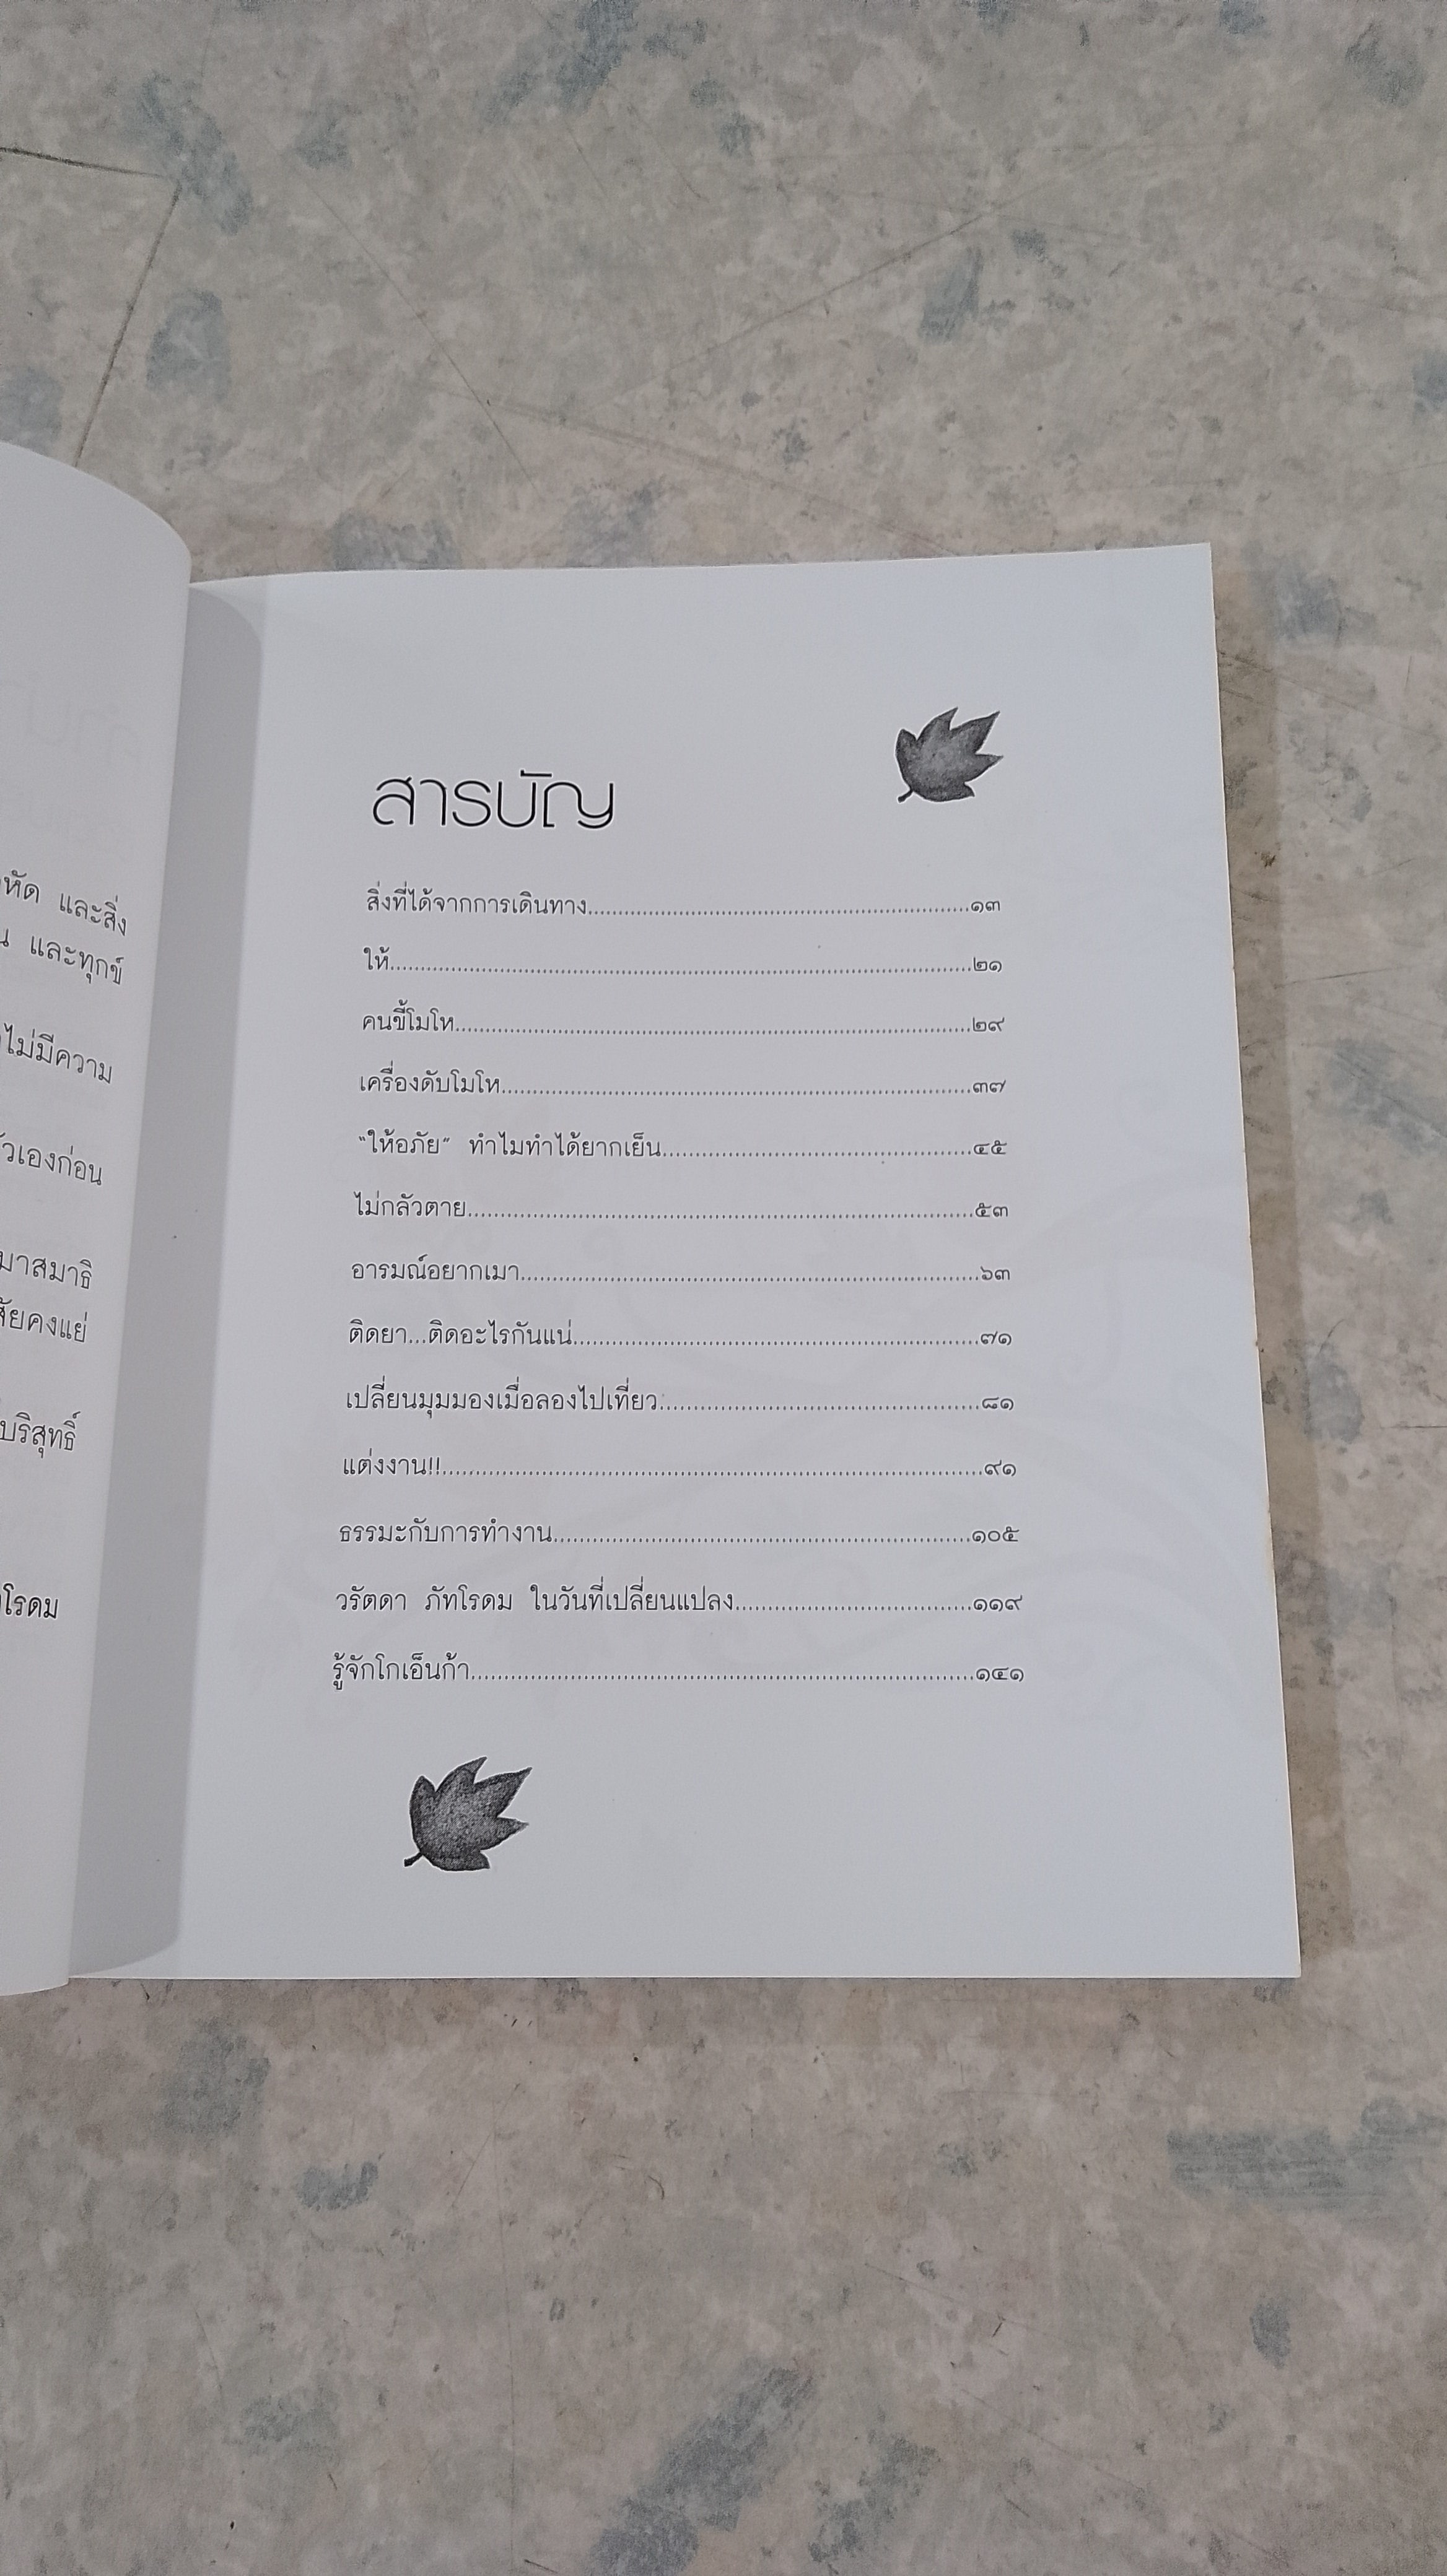 หัด และสิ่ง
และทุกข์
ไม่มีความ
ัวเองก่อน
มาสมาธิ
สัยคงแย่
บริสุทธิ์
โรดม
สารบัญ
สิ่งที่ได้จากการเดินทาง..........๑๓
ให้..........๒๑
คนขี้โมโห..........๒๙
เครื่องดับโมโห..........๓๗
"ให้อภัย" ทำไมทำได้ยากเย็น..........๔๕
ไม่กลัวตาย..........๕๓
อารมณ์อยากเมา..........๖๓
ติดยา...ติดอะไรกันแน่..........๗๑
เปลี่ยนมุมมองเมื่อลองไปเที่ยว..........๘๑
แต่งงาน!!..........๙๑
ธรรมะกับการทำงาน..........๑๐๕
วรัตดา ภัทโรดม ในวันที่เปลี่ยนแปลง..........๑๑๙
รู้จักโกเอ็นก้า..........๑๔๑